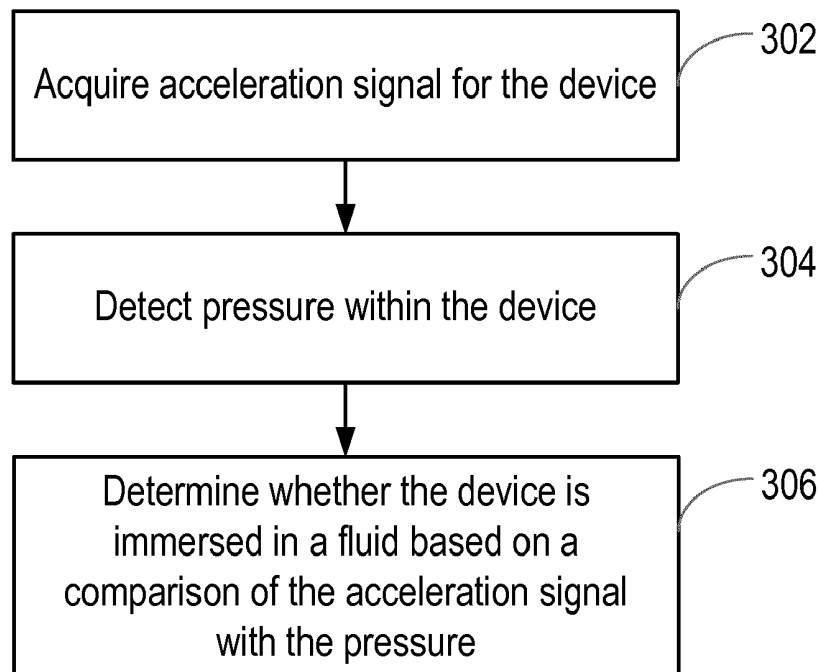 Acquire acceleration signal for the device
302
Detect pressure within the device
304
Determine whether the device is
immersed in a fluid based on a
comparison of the acceleration signal
with the pressure
306